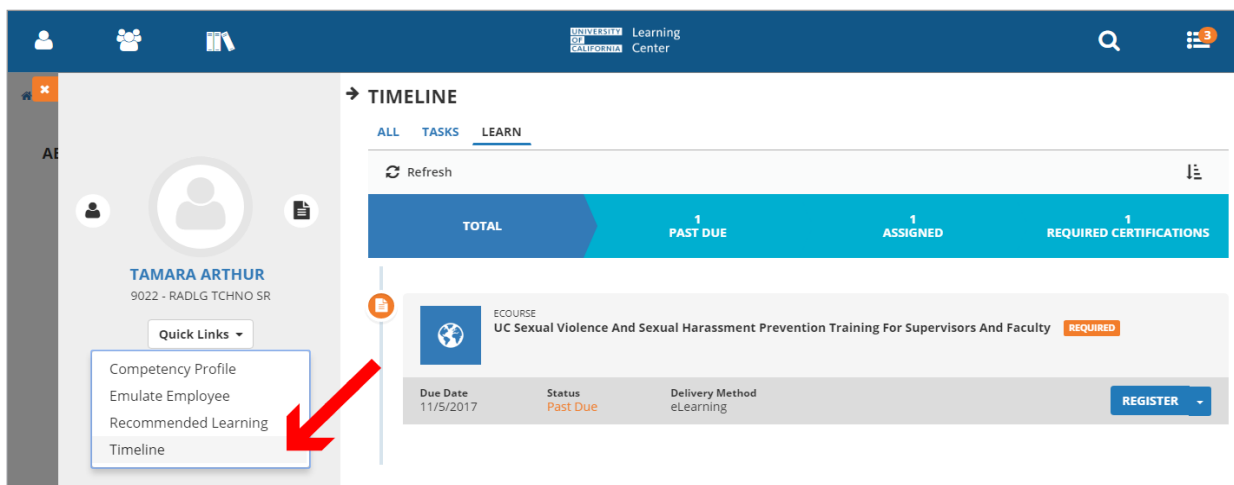 UNIVERSITY
OF
CALIFORNIA
Learning
Center
3
AB
TAMARA ARTHUR
9022 - RADLG TCHNO SR
Quick Links
Competency Profile
Emulate Employee
Recommended Learning
Timeline
TIMELINE
ALL TASKS LEARN
Refresh
TOTAL
1
PAST DUE
1
ASSIGNED
1
REQUIRED CERTIFICATIONS
ECOURSE
UC Sexual Violence And Sexual Harassment Prevention Training For Supervisors And Faculty REQUIRED
Due Date Status Delivery Method
11/5/2017 Past Due eLearning
REGISTER